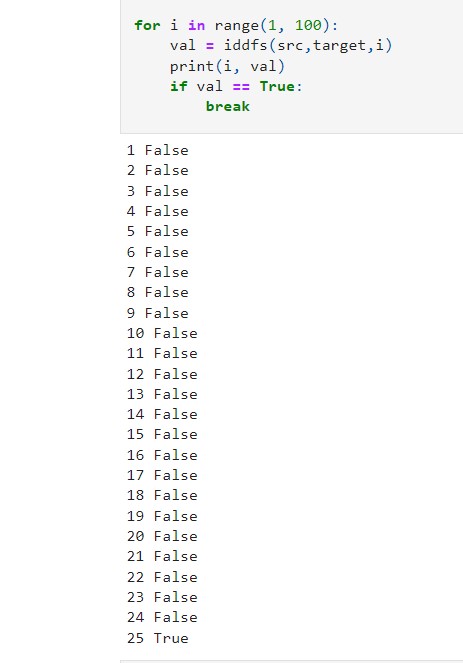 for i in range(1, 100):
    val = iddfs(src,target,i)
    print(i, val)
    if val == True:
        break
1 False
2 False
3 False
4 False
5 False
6 False
7 False
8 False
9 False
10 False
11 False
12 False
13 False
14 False
15 False
16 False
17 False
18 False
19 False
20 False
21 False
22 False
23 False
24 False
25 True